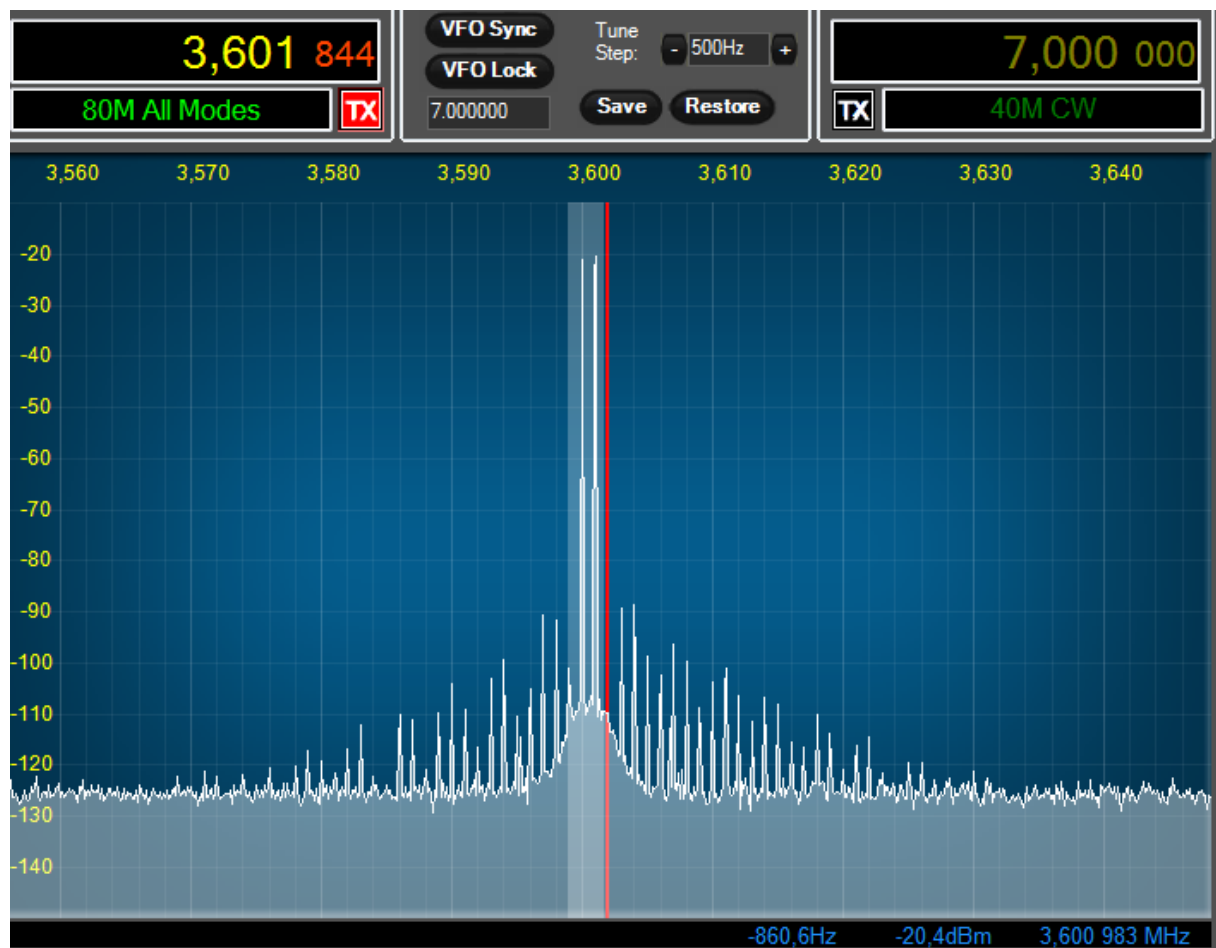 3,601 844
80M All Modes TX
VFO Sync
VFO Lock
7.000000
Tune
Step: - 500Hz +
Save Restore
7,000 000
TX 40M CW
3,560 3,570 3,580 3,590 3,600 3,610 3,620 3,630 3,640
-20
-30
-40
-50
-60
-70
-80
-90
-100
-110
-120
-130
-140
-860,6Hz -20,4dBm 3,600 983 MHz